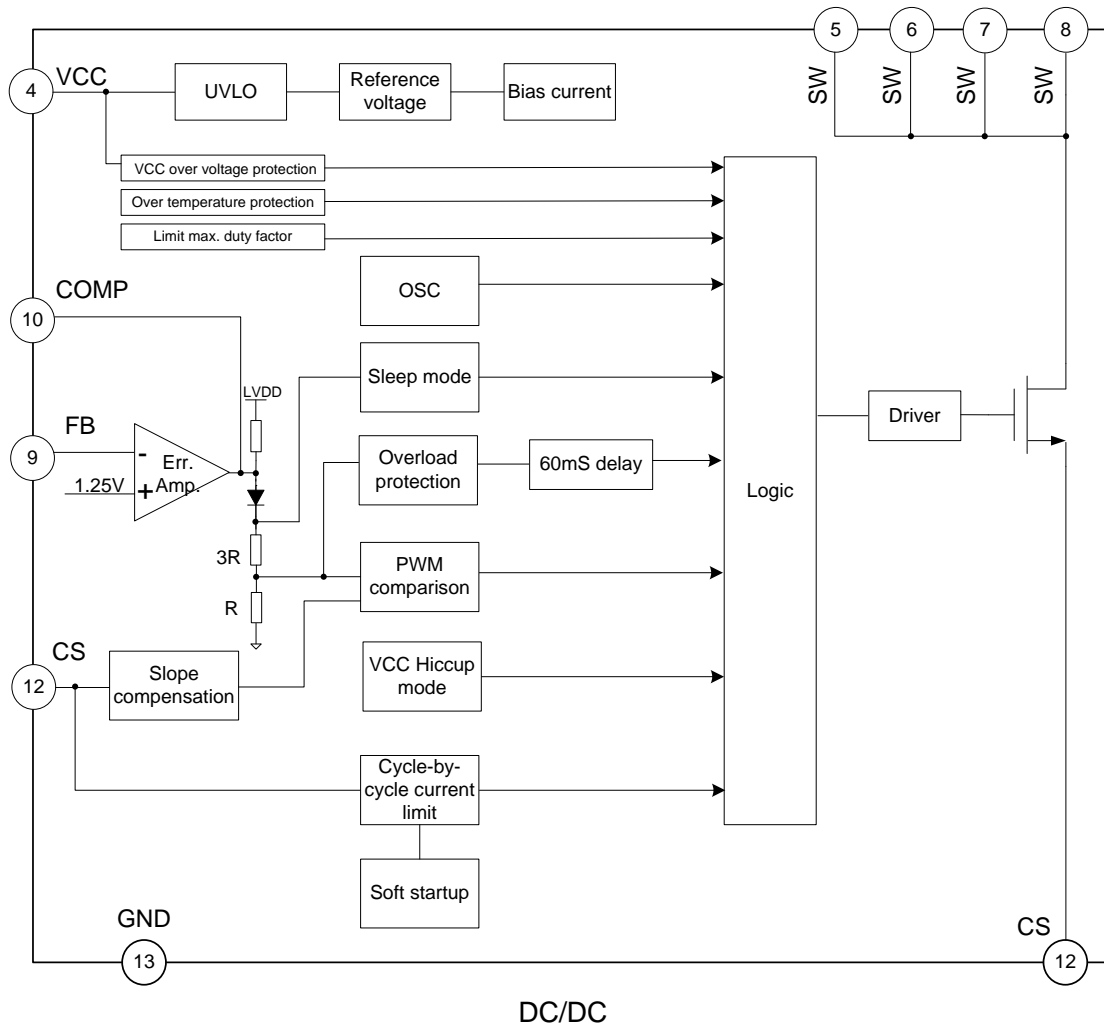 5
6
7
8
4
VCC
UVLO
Reference
voltage
Bias current
SW
SW
SW
SW
VCC over voltage protection
Over temperature protection
Limit max. duty factor
COMP
10
OSC
LVDD
Sleep mode
FB
9
-
Err.
Amp.
1.25V
+
Overload
protection
60mS delay
Driver
Logic
3R
R
PWM
comparison
CS
12
Slope
compensation
VCC Hiccup
mode
Cycle-by-
cycle current
limit
Soft startup
GND
13
CS
12
DC/DC